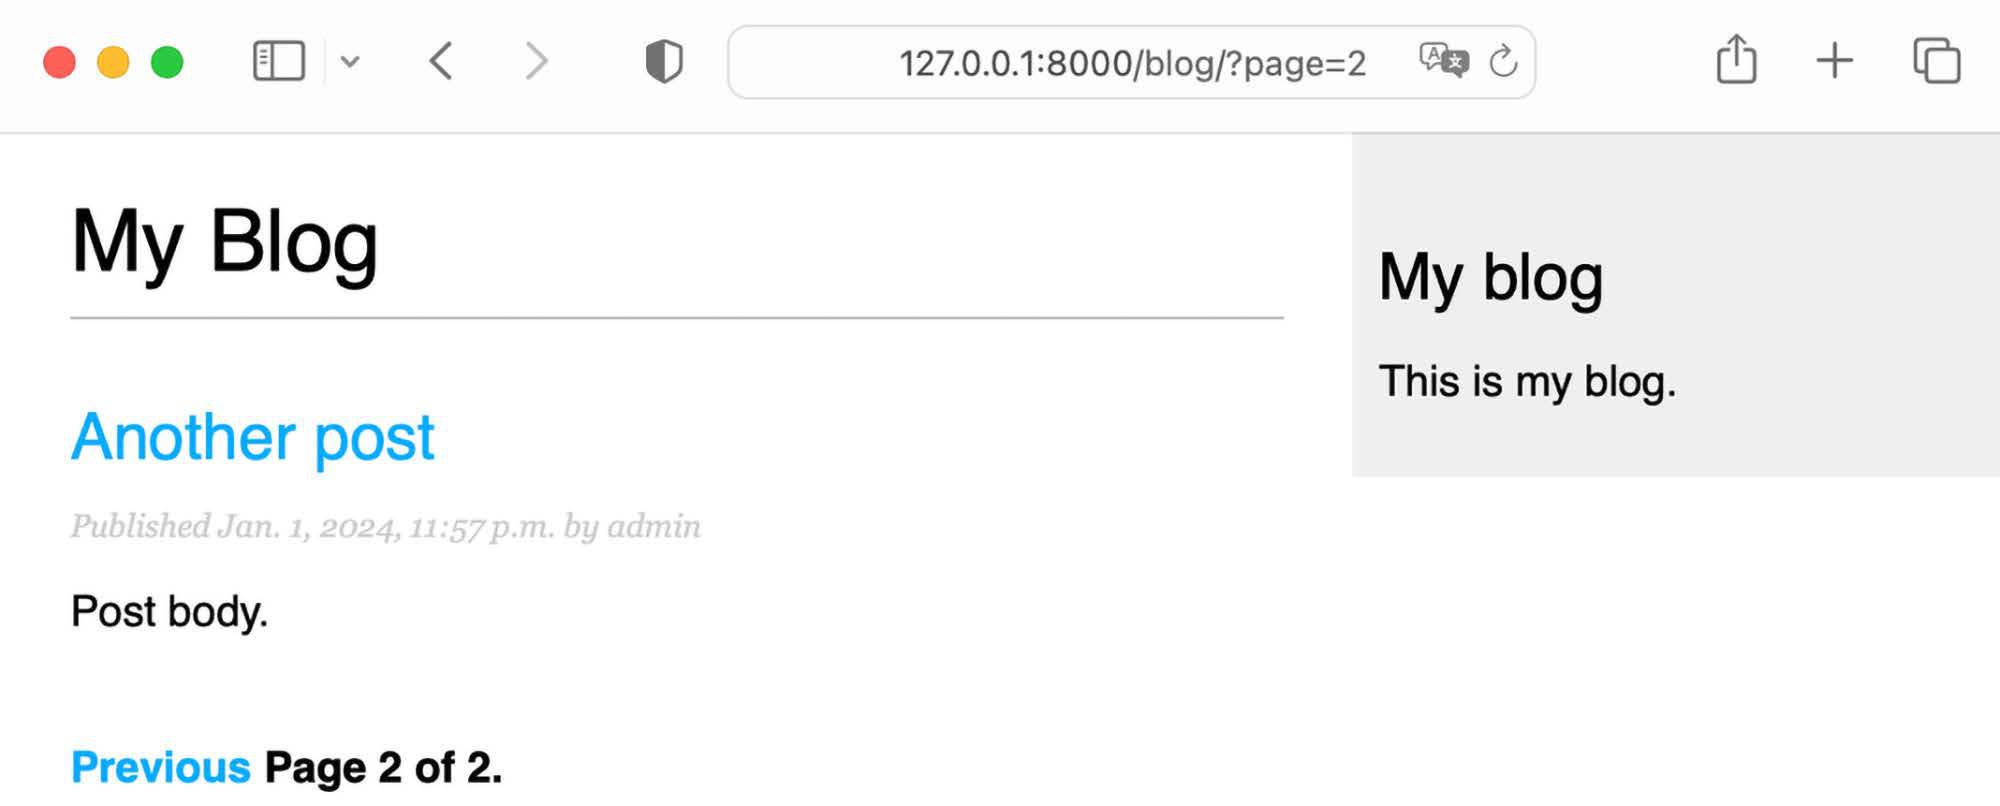 127.0.0.1:8000/blog/?page=2
My Blog
Another post
Published Jan. 1, 2024, 11:57 p.m. by admin
Post body.
Previous Page 2 of 2.
My blog
This is my blog.